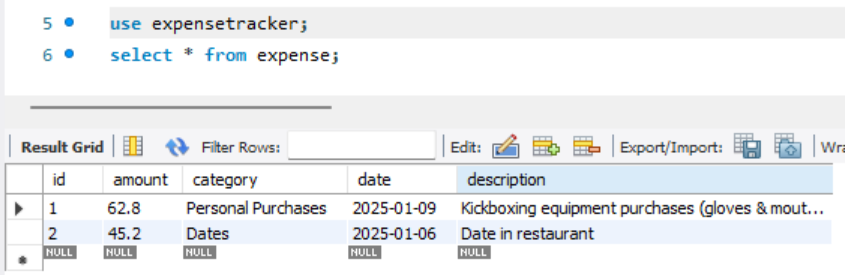 5 use expensetracker;
6 select * from expense;
Result Grid Filter Rows: Edit: Export/Import: Wra
id amount category date description
1 62.8 Personal Purchases 2025-01-09 Kickboxing equipment purchases (gloves & mout...
2 45.2 Dates 2025-01-06 Date in restaurant
NULL NULL NULL NULL NULL